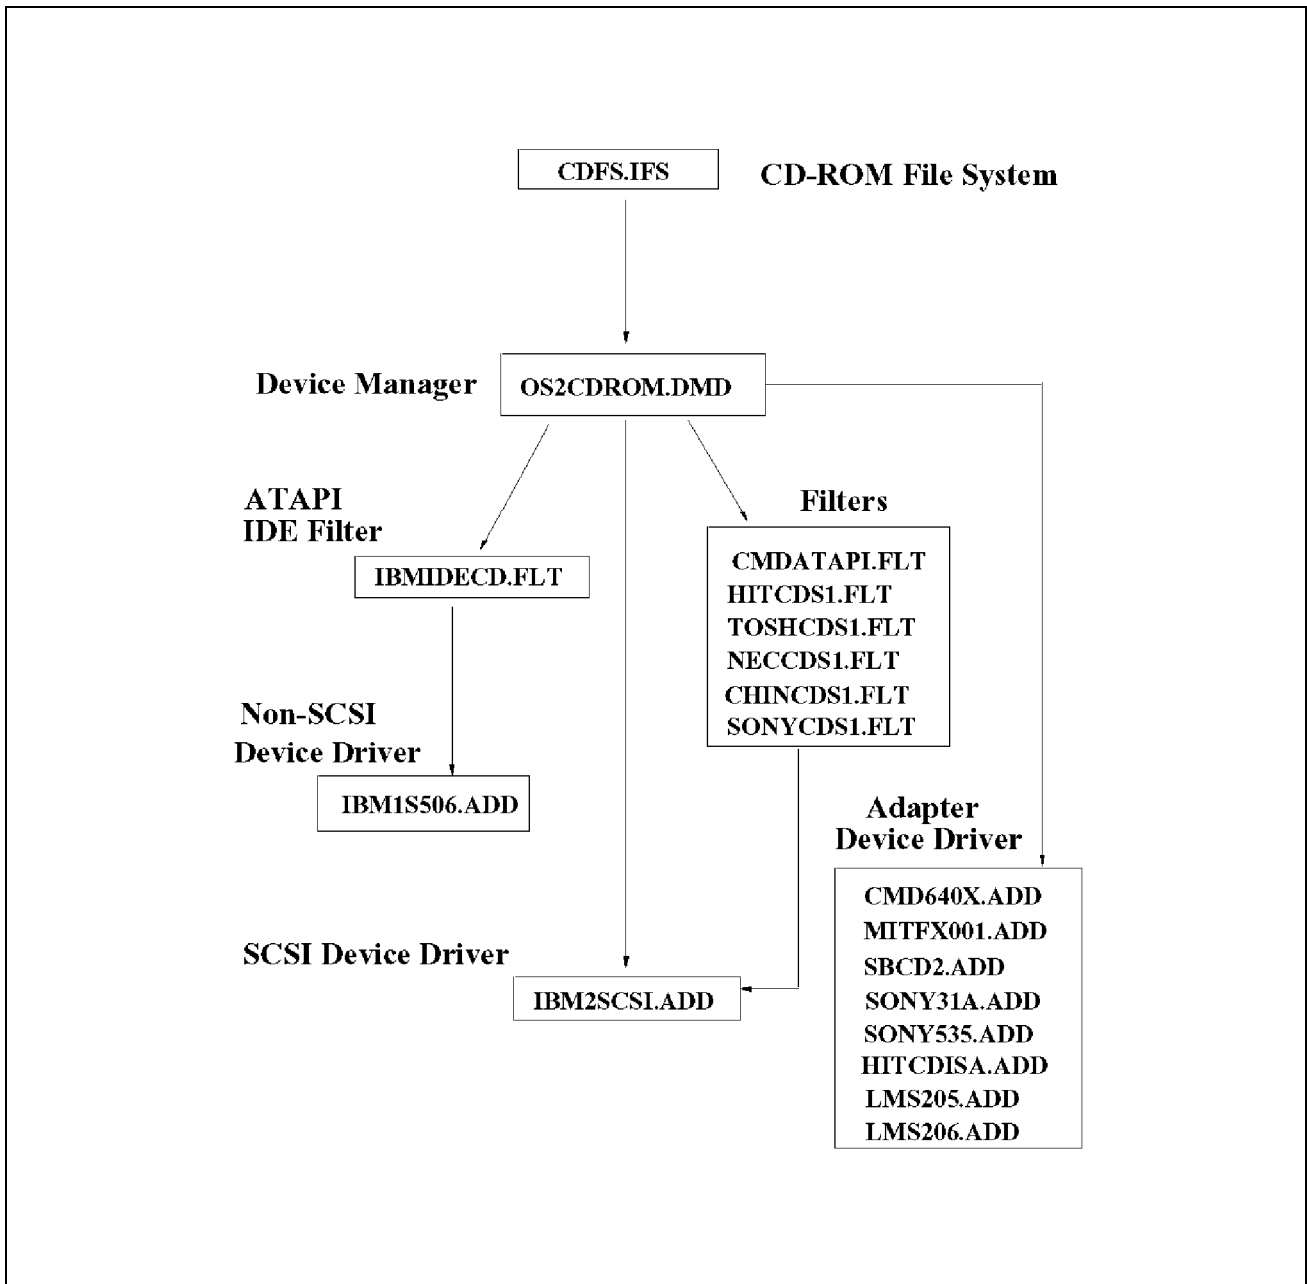 CDFS.IFS
CD-ROM File System
Device Manager
OS2CDROM.DMD
ATAPI
IDE Filter
IBMIDECD.FLT
Filters
CMDATAPI.FLT
HITCDS1.FLT
TOSHCDS1.FLT
NECCDS1.FLT
CHINCDS1.FLT
SONYCDS1.FLT
Non-SCSI
Device Driver
IBM1S506.ADD
Adapter
Device Driver
CMD640X.ADD
MITFX001.ADD
SBCD2.ADD
SONY31A.ADD
SONY535.ADD
HITCDISA.ADD
LMS205.ADD
LMS206.ADD
SCSI Device Driver
IBM2SCSI.ADD